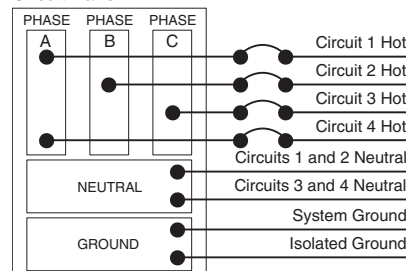 PHASE PHASE PHASE
A B C
Circuit 1 Hot
Circuit 2 Hot
Circuit 3 Hot
Circuit 4 Hot
Circuits 1 and 2 Neutral
NEUTRAL
Circuits 3 and 4 Neutral
System Ground
GROUND
Isolated Ground